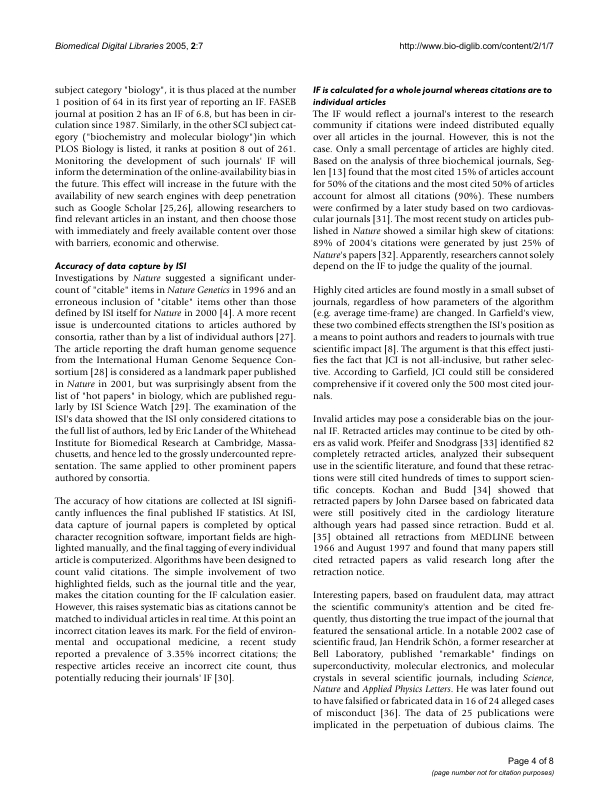 Biomedical Digital Libraries 2005, 2:7
http://www.bio-diglib.com/content/2/1/7
subject category "biology", it is thus placed at the number
1 position of 64 in its first year of reporting an IF. FASEB
journal at position 2 has an IF of 6.8, but has been in cir-
culation since 1987. Similarly, in the other SCI subject cat-
egory ("biochemistry and molecular biology")in which
PLOS Biology is listed, it ranks at position 8 out of 261.
Monitoring the development of such journals' IF will
inform the determination of the online-availability bias in
the future. This effect will increase in the future with the
availability of new search engines with deep penetration
such as Google Scholar [25,26], allowing researchers to
find relevant articles in an instant, and then choose those
with immediately and freely available content over those
with barriers, economic and otherwise.
Accuracy of data capture by ISI
Investigations by Nature suggested a significant under-
count of "citable" items in Nature Genetics in 1996 and an
erroneous inclusion of "citable" items other than those
defined by ISI itself for Nature in 2000 [4]. A more recent
issue is undercounted citations to articles authored by
consortia, rather than by a list of individual authors [27].
The article reporting the draft human genome sequence
from the International Human Genome Sequence Con-
sortium [28] is considered as a landmark paper published
in Nature in 2001, but was surprisingly absent from the
list of "hot papers" in biology, which are published regu-
larly by ISI Science Watch [29]. The examination of the
ISI's data showed that the ISI only considered citations to
the full list of authors, led by Eric Lander of the Whitehead
Institute for Biomedical Research at Cambridge, Massa-
chusetts, and hence led to the grossly undercounted repre-
sentation. The same applied to other prominent papers
authored by consortia.
The accuracy of how citations are collected at ISI signifi-
cantly influences the final published IF statistics. At ISI,
data capture of journal papers is completed by optical
character recognition software, important fields are high-
lighted manually, and the final tagging of every individual
article is computerized. Algorithms have been designed to
count valid citations. The simple involvement of two
highlighted fields, such as the journal title and the year,
makes the citation counting for the IF calculation easier.
However, this raises systematic bias as citations cannot be
matched to individual articles in real time. At this point an
incorrect citation leaves its mark. For the field of environ-
mental and occupational medicine, a recent study
reported a prevalence of 3.35% incorrect citations; the
respective articles receive an incorrect cite count, thus
potentially reducing their journals' IF [30].
IF is calculated for a whole journal whereas citations are to
individual articles
The IF would reflect a journal's interest to the research
community if citations were indeed distributed equally
over all articles in the journal. However, this is not the
case. Only a small percentage of articles are highly cited.
Based on the analysis of three biochemical journals, Seg-
len [13] found that the most cited 15% of articles account
for 50% of the citations and the most cited 50% of articles
account for almost all citations (90%). These numbers
were confirmed by a later study based on two cardiovas-
cular journals [31]. The most recent study on articles pub-
lished in Nature showed a similar high skew of citations:
89% of 2004's citations were generated by just 25% of
Nature's papers [32]. Apparently, researchers cannot solely
depend on the IF to judge the quality of the journal.
Highly cited articles are found mostly in a small subset of
journals, regardless of how parameters of the algorithm
(e.g. average time-frame) are changed. In Garfield's view,
these two combined effects strengthen the ISI's position as
a means to point authors and readers to journals with true
scientific impact [8]. The argument is that this effect justi-
fies the fact that JCI is not all-inclusive, but rather selec-
tive. According to Garfield, JCI could still be considered
comprehensive if it covered only the 500 most cited jour-
nals.
Invalid articles may pose a considerable bias on the jour-
nal IF. Retracted articles may continue to be cited by oth-
ers as valid work. Pfeifer and Snodgrass [33] identified 82
completely retracted articles, analyzed their subsequent
use in the scientific literature, and found that these retrac-
tions were still cited hundreds of times to support scien-
tific concepts. Kochan and Budd [34] showed that
retracted papers by John Darsee based on fabricated data
were still positively cited in the cardiology literature
although years had passed since retraction. Budd et al.
[35] obtained all retractions from MEDLINE between
1966 and August 1997 and found that many papers still
cited retracted papers as valid research long after the
retraction notice.
Interesting papers, based on fraudulent data, may attract
the scientific community's attention and be cited fre-
quently, thus distorting the true impact of the journal that
featured the sensational article. In a notable 2002 case of
scientific fraud, Jan Hendrik Schön, a former researcher at
Bell Laboratory, published "remarkable" findings on
superconductivity, molecular electronics, and molecular
crystals in several scientific journals, including Science,
Nature and Applied Physics Letters. He was later found out
to have falsified or fabricated data in 16 of 24 alleged cases
of misconduct [36]. The data of 25 publications were
implicated in the perpetuation of dubious claims. The
Page 4 of 8
(page number not for citation purposes)